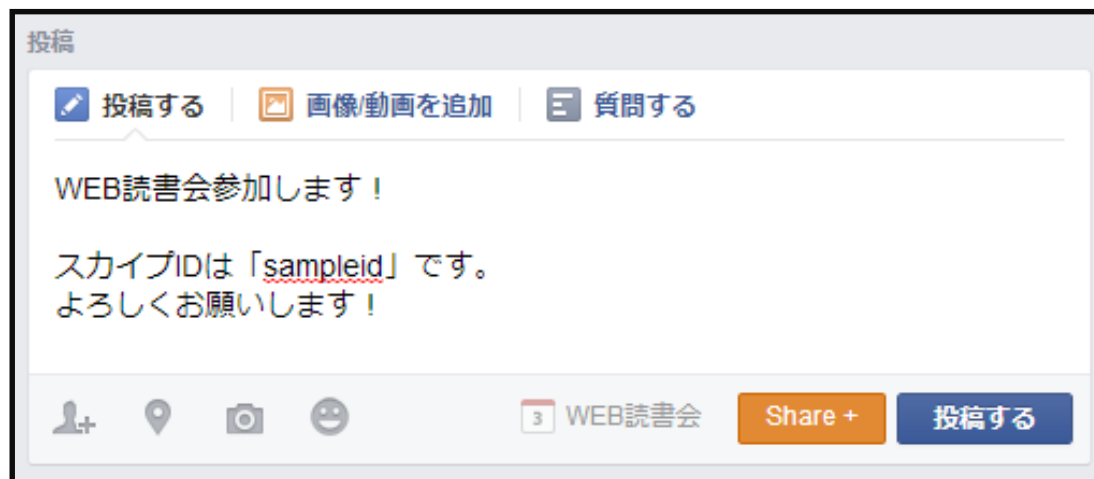 投稿
投稿する 画像/動画を追加 質問する
WEB読書会参加します！
スカイプIDは「sampleid」です。
よろしくお願いします！
3 WEB読書会 Share + 投稿する